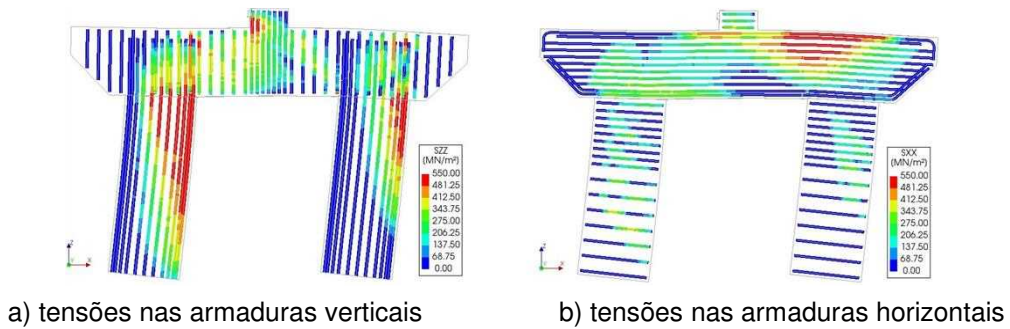 SZZ
(MN/m²)
550.00
481.25
412.50
343.75
275.00
206.25
137.50
68.75
0.00
Z
Y
X
SXX
(MN/m²)
550.00
481.25
412.50
343.75
275.00
206.25
137.50
68.75
0.00
Z
Y
X
a) tensões nas armaduras verticais
b) tensões nas armaduras horizontais